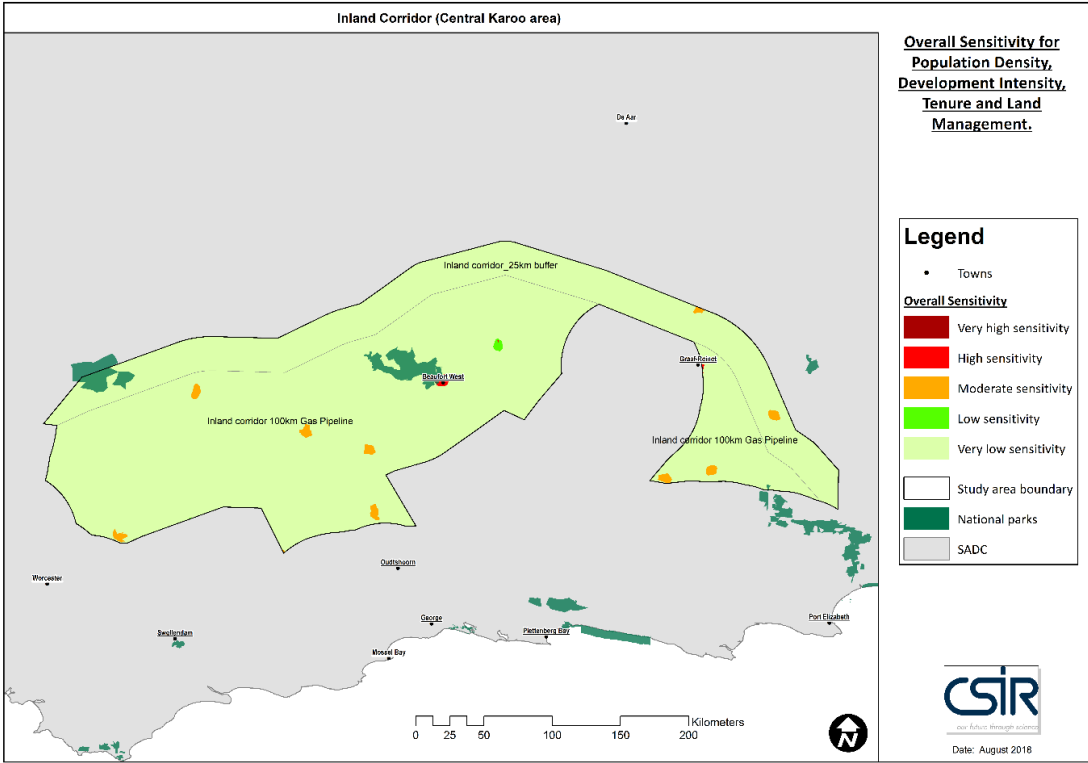 Inland Corridor (Central Karoo area)
Overall Sensitivity for
Population Density,
Development Intensity,
Tenure and Land
Management.
De Aar
Inland corridor_25km buffer
Graaf-Reinet
Beaufort West
Inland corridor 100km Gas Pipeline
Inland corridor 100km Gas Pipeline
Oudtshoorn
Worcester
George
Port Elizabeth
Swellendam
Plettenberg Bay
Mossel Bay
Legend
Towns
Overall Sensitivity
Very high sensitivity
High sensitivity
Moderate sensitivity
Low sensitivity
Very low sensitivity
Study area boundary
National parks
SADC
Kilometers
0 25 50 100 150 200
N
CSIR
our future through science
Date: August 2018